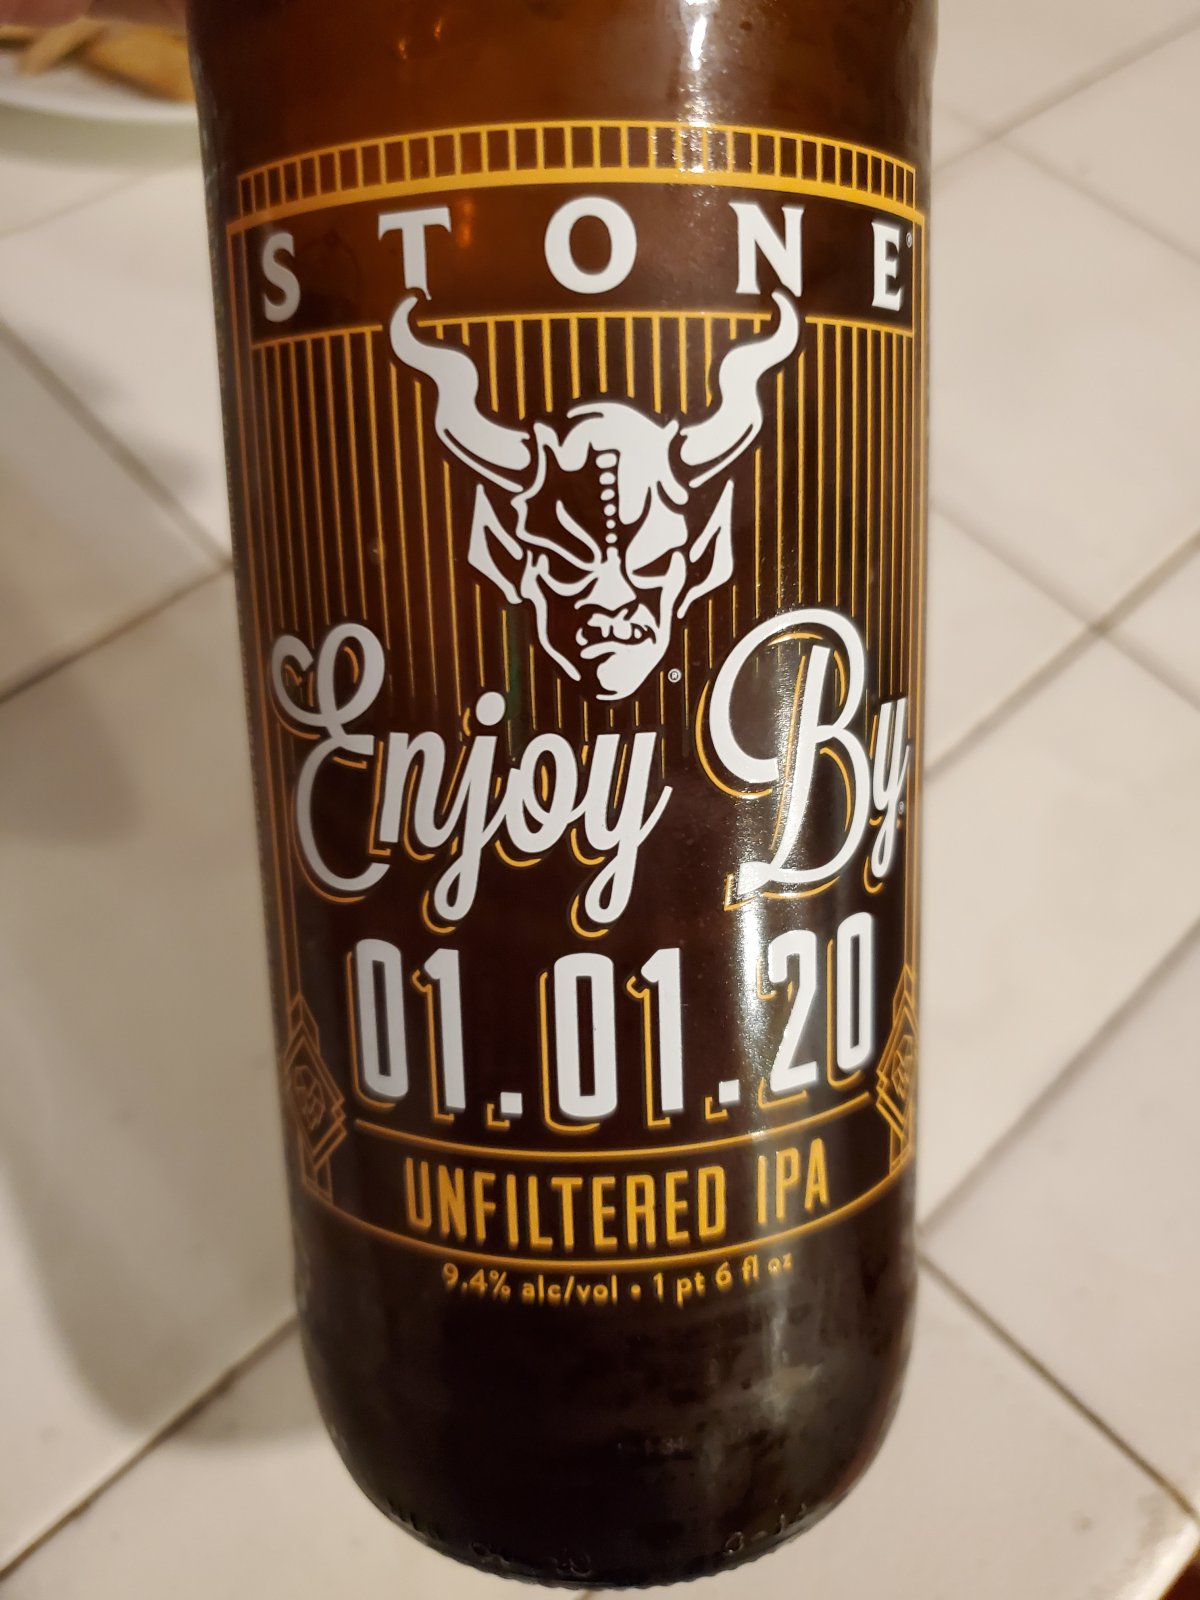 STONE®
®
Enjoy By®
01.01.20
UNFILTERED IPA
9.4% alc/vol • 1 pt 6 fl oz